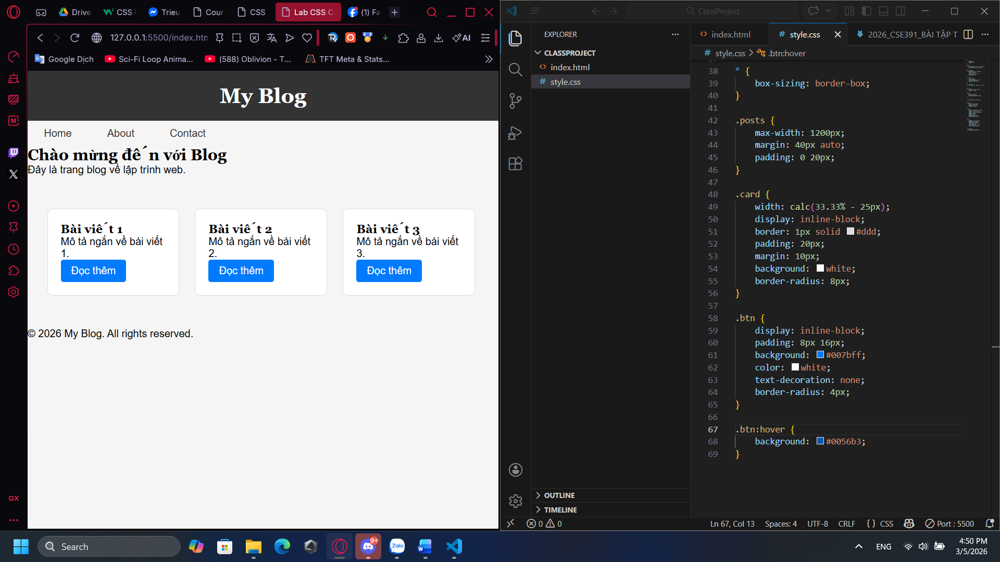 Drive
CSS
Trieu
Cour
CSS
Lab CSS C
(1) Fa
127.0.0.1:5500/index.htm
AI
Google Dịch
Sci-Fi Loop Anima...
(588) Oblivion - T...
TFT Meta & Stats...
My Blog
Home
About
Contact
Chào mừng đến với Blog
Đây là trang blog về lập trình web.
Bài viết 1
Mô tả ngắn về bài viết
1.
Đọc thêm
Bài viết 2
Mô tả ngắn về bài viết
2.
Đọc thêm
Bài viết 3
Mô tả ngắn về bài viết
3.
Đọc thêm
© 2026 My Blog. All rights reserved.
GX
ClassProject
EXPLORER
CLASSPROJECT
index.html
style.css
OUTLINE
TIMELINE
index.html
style.css
2026_CSE391_BÀI TẬP T
style.css > .btn:hover
38 * {
39 box-sizing: border-box;
40 }
41
42 .posts {
43 max-width: 1200px;
44 margin: 40px auto;
45 padding: 0 20px;
46 }
47
48 .card {
49 width: calc(33.33% - 25px);
50 display: inline-block;
51 border: 1px solid #ddd;
52 padding: 20px;
53 margin: 10px;
54 background: white;
55 border-radius: 8px;
56 }
57
58 .btn {
59 display: inline-block;
60 padding: 8px 16px;
61 background: #007bff;
62 color: white;
63 text-decoration: none;
64 border-radius: 4px;
65 }
66
67 .btn:hover {
68 background: #0056b3;
69 }
0 0
Ln 67, Col 13
Spaces: 4
UTF-8
CRLF
{ } CSS
Port : 5500
Search
9+
Zalo
ENG
4:50 PM
3/5/2026